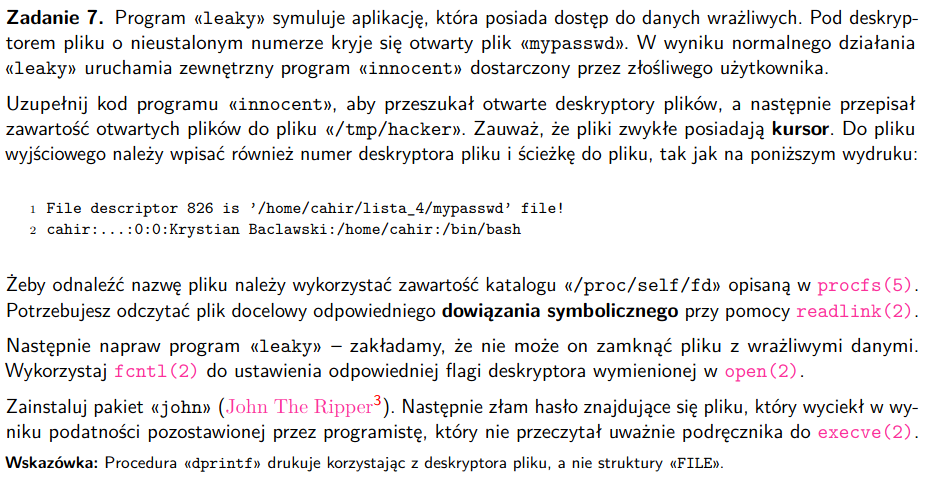 Zadanie 7. Program «leaky» symuluje aplikację, która posiada dostęp do danych wrażliwych. Pod deskryp-
torem pliku o nieustalonym numerze kryje się otwarty plik «mypasswd». W wyniku normalnego działania
«leaky» uruchamia zewnętrzny program «innocent» dostarczony przez złośliwego użytkownika.
Uzupełnij kod programu «innocent», aby przeszukał otwarte deskryptory plików, a następnie przepisał
zawartość otwartych plików do pliku «/tmp/hacker». Zauważ, że pliki zwykłe posiadają kursor. Do pliku
wyjściowego należy wpisać również numer deskryptora pliku i ścieżkę do pliku, tak jak na poniższym wydruku:
1 File descriptor 826 is '/home/cahir/lista_4/mypasswd' file!
2 cahir:...:0:0:Krystian Baclawski:/home/cahir:/bin/bash
Żeby odnaleźć nazwę pliku należy wykorzystać zawartość katalogu «/proc/self/fd» opisaną w procfs(5).
Potrzebujesz odczytać plik docelowy odpowiedniego dowiązania symbolicznego przy pomocy readlink(2).
Następnie napraw program «leaky» – zakładamy, że nie może on zamknąć pliku z wrażliwymi danymi.
Wykorzystaj fcntl(2) do ustawienia odpowiedniej flagi deskryptora wymienionej w open(2).
Zainstaluj pakiet «john» (John The Ripper3). Następnie złam hasło znajdujące się pliku, który wyciekł w wy-
niku podatności pozostawionej przez programistę, który nie przeczytał uważnie podręcznika do execve(2).
Wskazówka: Procedura «dprintf» drukuje korzystając z deskryptora pliku, a nie struktury «FILE».